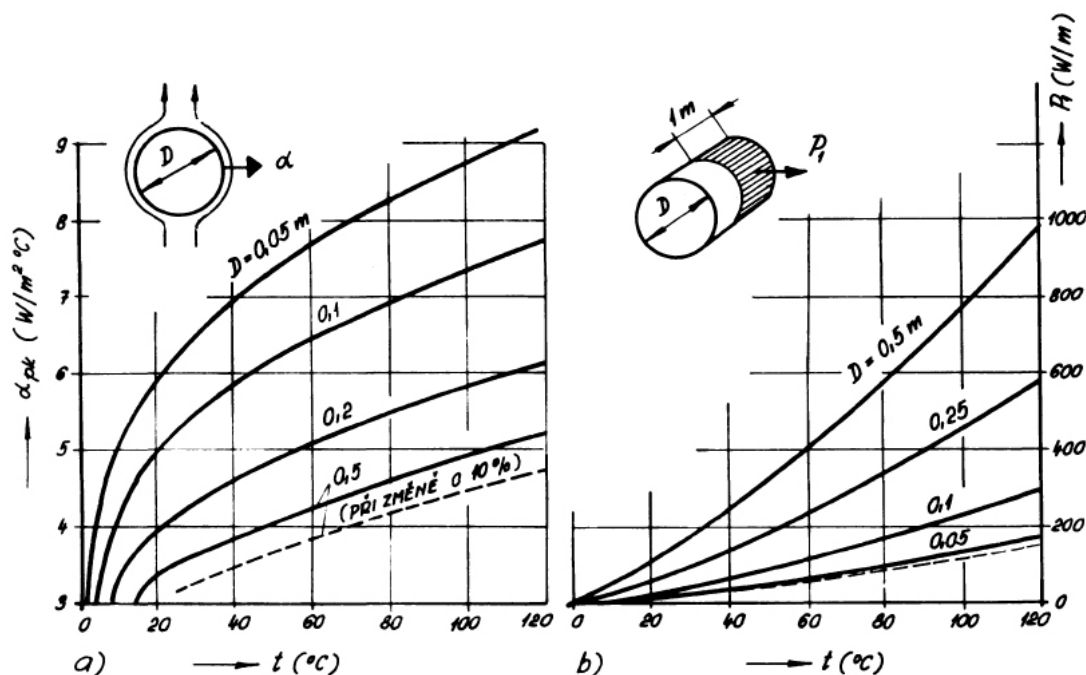 α pk ( W/m² °C)
9
8
7
6
5
4
3
D
α
D = 0,05 m
0,1
0,2
0,5
(PŘI ZMĚNĚ O 10%)
0
20
40
60
80
100
120
a)
t (°C)
1 m
D
P₁
P₁ (W/m)
1000
800
600
400
200
0
D = 0,5 m
0,25
0,1
0,05
0
20
40
60
80
100
120
b)
t (°C)